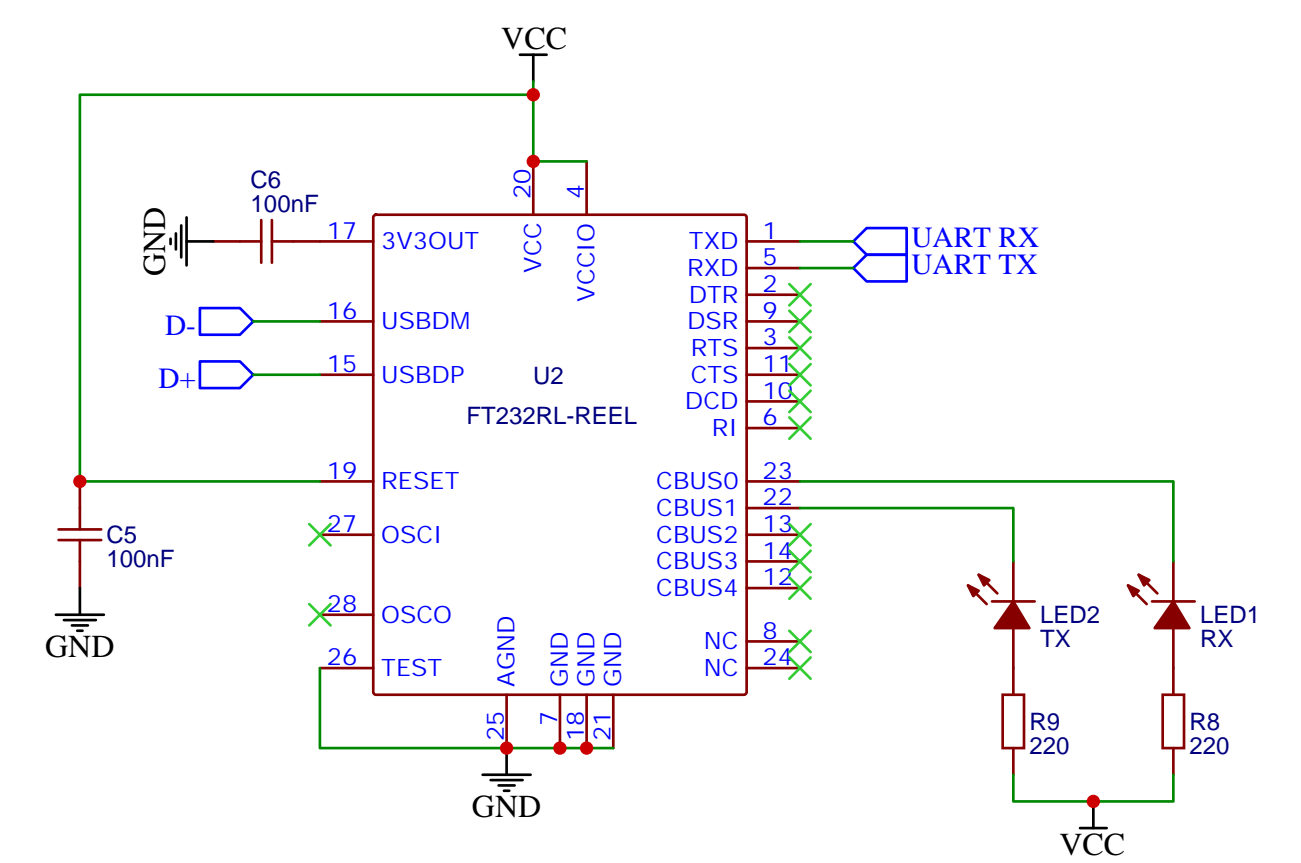 VCC
C6
100nF
GND
20
4
17
3V3OUT
VCC
VCCIO
TXD
1
UART RX
RXD
5
UART TX
DTR
2
D-
16
USBDM
DSR
9
RTS
3
D+
15
USBDP
U2
CTS
11
FT232RL-REEL
DCD
10
RI
6
19
RESET
CBUS0
23
CBUS1
22
C5
100nF
27
OSCI
CBUS2
13
CBUS3
14
CBUS4
12
28
OSCO
LED2
TX
LED1
RX
GND
26
TEST
AGND
GND
GND
GND
NC
8
NC
24
25
7
18
21
R9
220
R8
220
GND
VCC